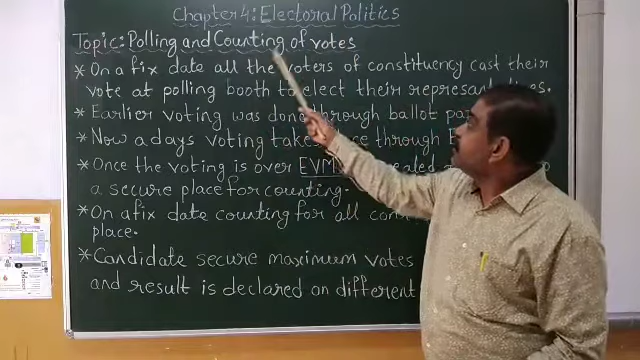 Chapter 4: Electoral Politics
Topic: Polling and Counting of votes
* On a fix date all the voters of constituency cast their
vote at polling booth to elect their represantatives.
* Earlier voting was done through ballot pa
* Now a days voting takes place through E
* Once the voting is over EVMs sealed
a secure place for counting.
* On a fix date counting for all con
place.
* Candidate secure maximum votes
and result is declared on different